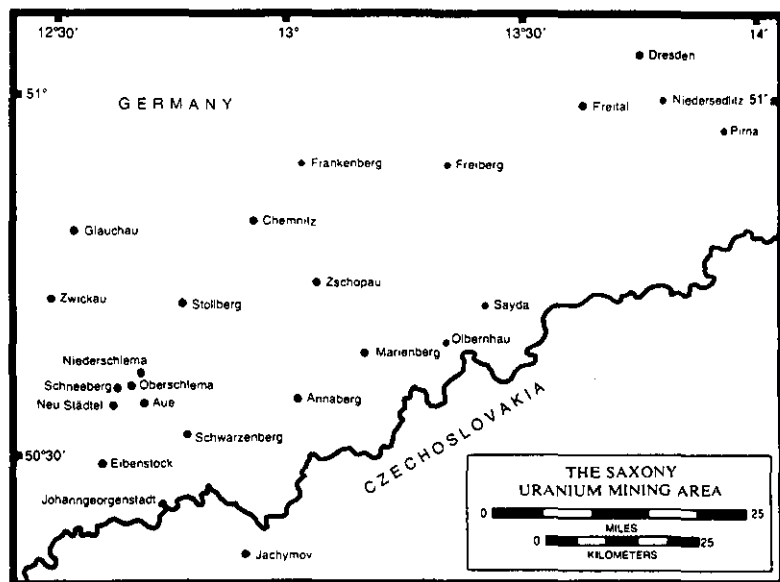 12°30' 13° 13°30' 14°
Dresden
51° GERMANY Freital Niedersedlitz 51°
Pirna
Frankenberg Freiberg
Chemnitz
Glauchau
Zschopau
Zwickau Stollberg Sayda
Olbernhau
Marienberg
Niederschlema
Schneeberg Oberschlema
Annaberg
Neu Städtel Aue
CZECHOSLOVAKIA
Schwarzenberg
50°30'
Eibenstock
THE SAXONY
URANIUM MINING AREA
Johanngeorgenstadt
0 25
MILES
0 25
KILOMETERS
Jachymov